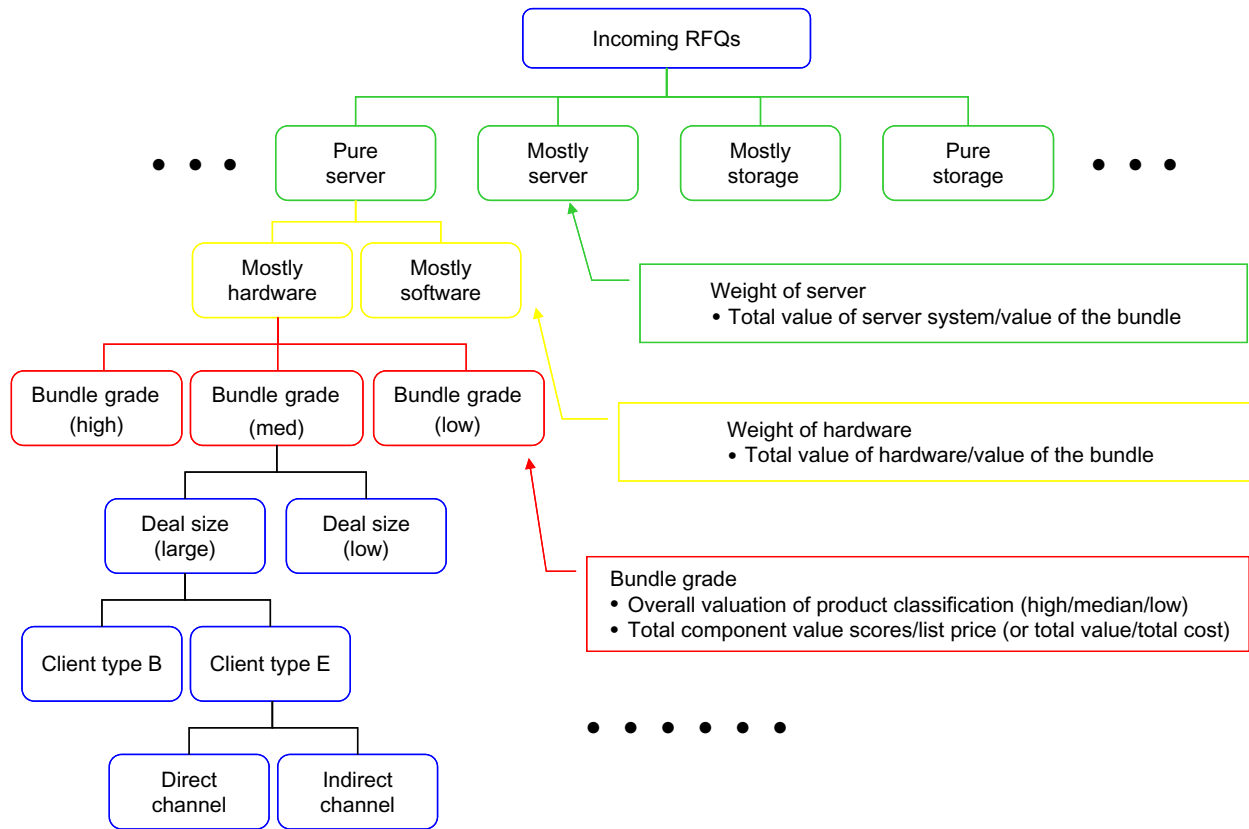 Incoming RFQs
Pure
server
Mostly
server
Mostly
storage
Pure
storage
Mostly
hardware
Mostly
software
Weight of server
• Total value of server system/value of the bundle
Bundle grade
(high)
Bundle grade
(med)
Bundle grade
(low)
Weight of hardware
• Total value of hardware/value of the bundle
Deal size
(large)
Deal size
(low)
Bundle grade
• Overall valuation of product classification (high/median/low)
• Total component value scores/list price (or total value/total cost)
Client type B
Client type E
Direct
channel
Indirect
channel